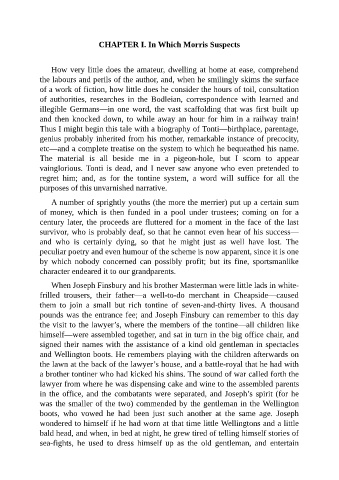 CHAPTER I. In Which Morris Suspects
How very little does the amateur, dwelling at home at ease, comprehend
the labours and perils of the author, and, when he smilingly skims the surface
of a work of fiction, how little does he consider the hours of toil, consultation
of authorities, researches in the Bodleian, correspondence with learned and
illegible Germans—in one word, the vast scaffolding that was first built up
and then knocked down, to while away an hour for him in a railway train!
Thus I might begin this tale with a biography of Tonti—birthplace, parentage,
genius probably inherited from his mother, remarkable instance of precocity,
etc—and a complete treatise on the system to which he bequeathed his name.
The material is all beside me in a pigeon-hole, but I scorn to appear
vainglorious. Tonti is dead, and I never saw anyone who even pretended to
regret him; and, as for the tontine system, a word will suffice for all the
purposes of this unvarnished narrative.
A number of sprightly youths (the more the merrier) put up a certain sum
of money, which is then funded in a pool under trustees; coming on for a
century later, the proceeds are fluttered for a moment in the face of the last
survivor, who is probably deaf, so that he cannot even hear of his success—
and who is certainly dying, so that he might just as well have lost. The
peculiar poetry and even humour of the scheme is now apparent, since it is one
by which nobody concerned can possibly profit; but its fine, sportsmanlike
character endeared it to our grandparents.
When Joseph Finsbury and his brother Masterman were little lads in white-
frilled trousers, their father—a well-to-do merchant in Cheapside—caused
them to join a small but rich tontine of seven-and-thirty lives. A thousand
pounds was the entrance fee; and Joseph Finsbury can remember to this day
the visit to the lawyer's, where the members of the tontine—all children like
himself—were assembled together, and sat in turn in the big office chair, and
signed their names with the assistance of a kind old gentleman in spectacles
and Wellington boots. He remembers playing with the children afterwards on
the lawn at the back of the lawyer's house, and a battle-royal that he had with
a brother tontiner who had kicked his shins. The sound of war called forth the
lawyer from where he was dispensing cake and wine to the assembled parents
in the office, and the combatants were separated, and Joseph's spirit (for he
was the smaller of the two) commended by the gentleman in the Wellington
boots, who vowed he had been just such another at the same age. Joseph
wondered to himself if he had worn at that time little Wellingtons and a little
bald head, and when, in bed at night, he grew tired of telling himself stories of
sea-fights, he used to dress himself up as the old gentleman, and entertain